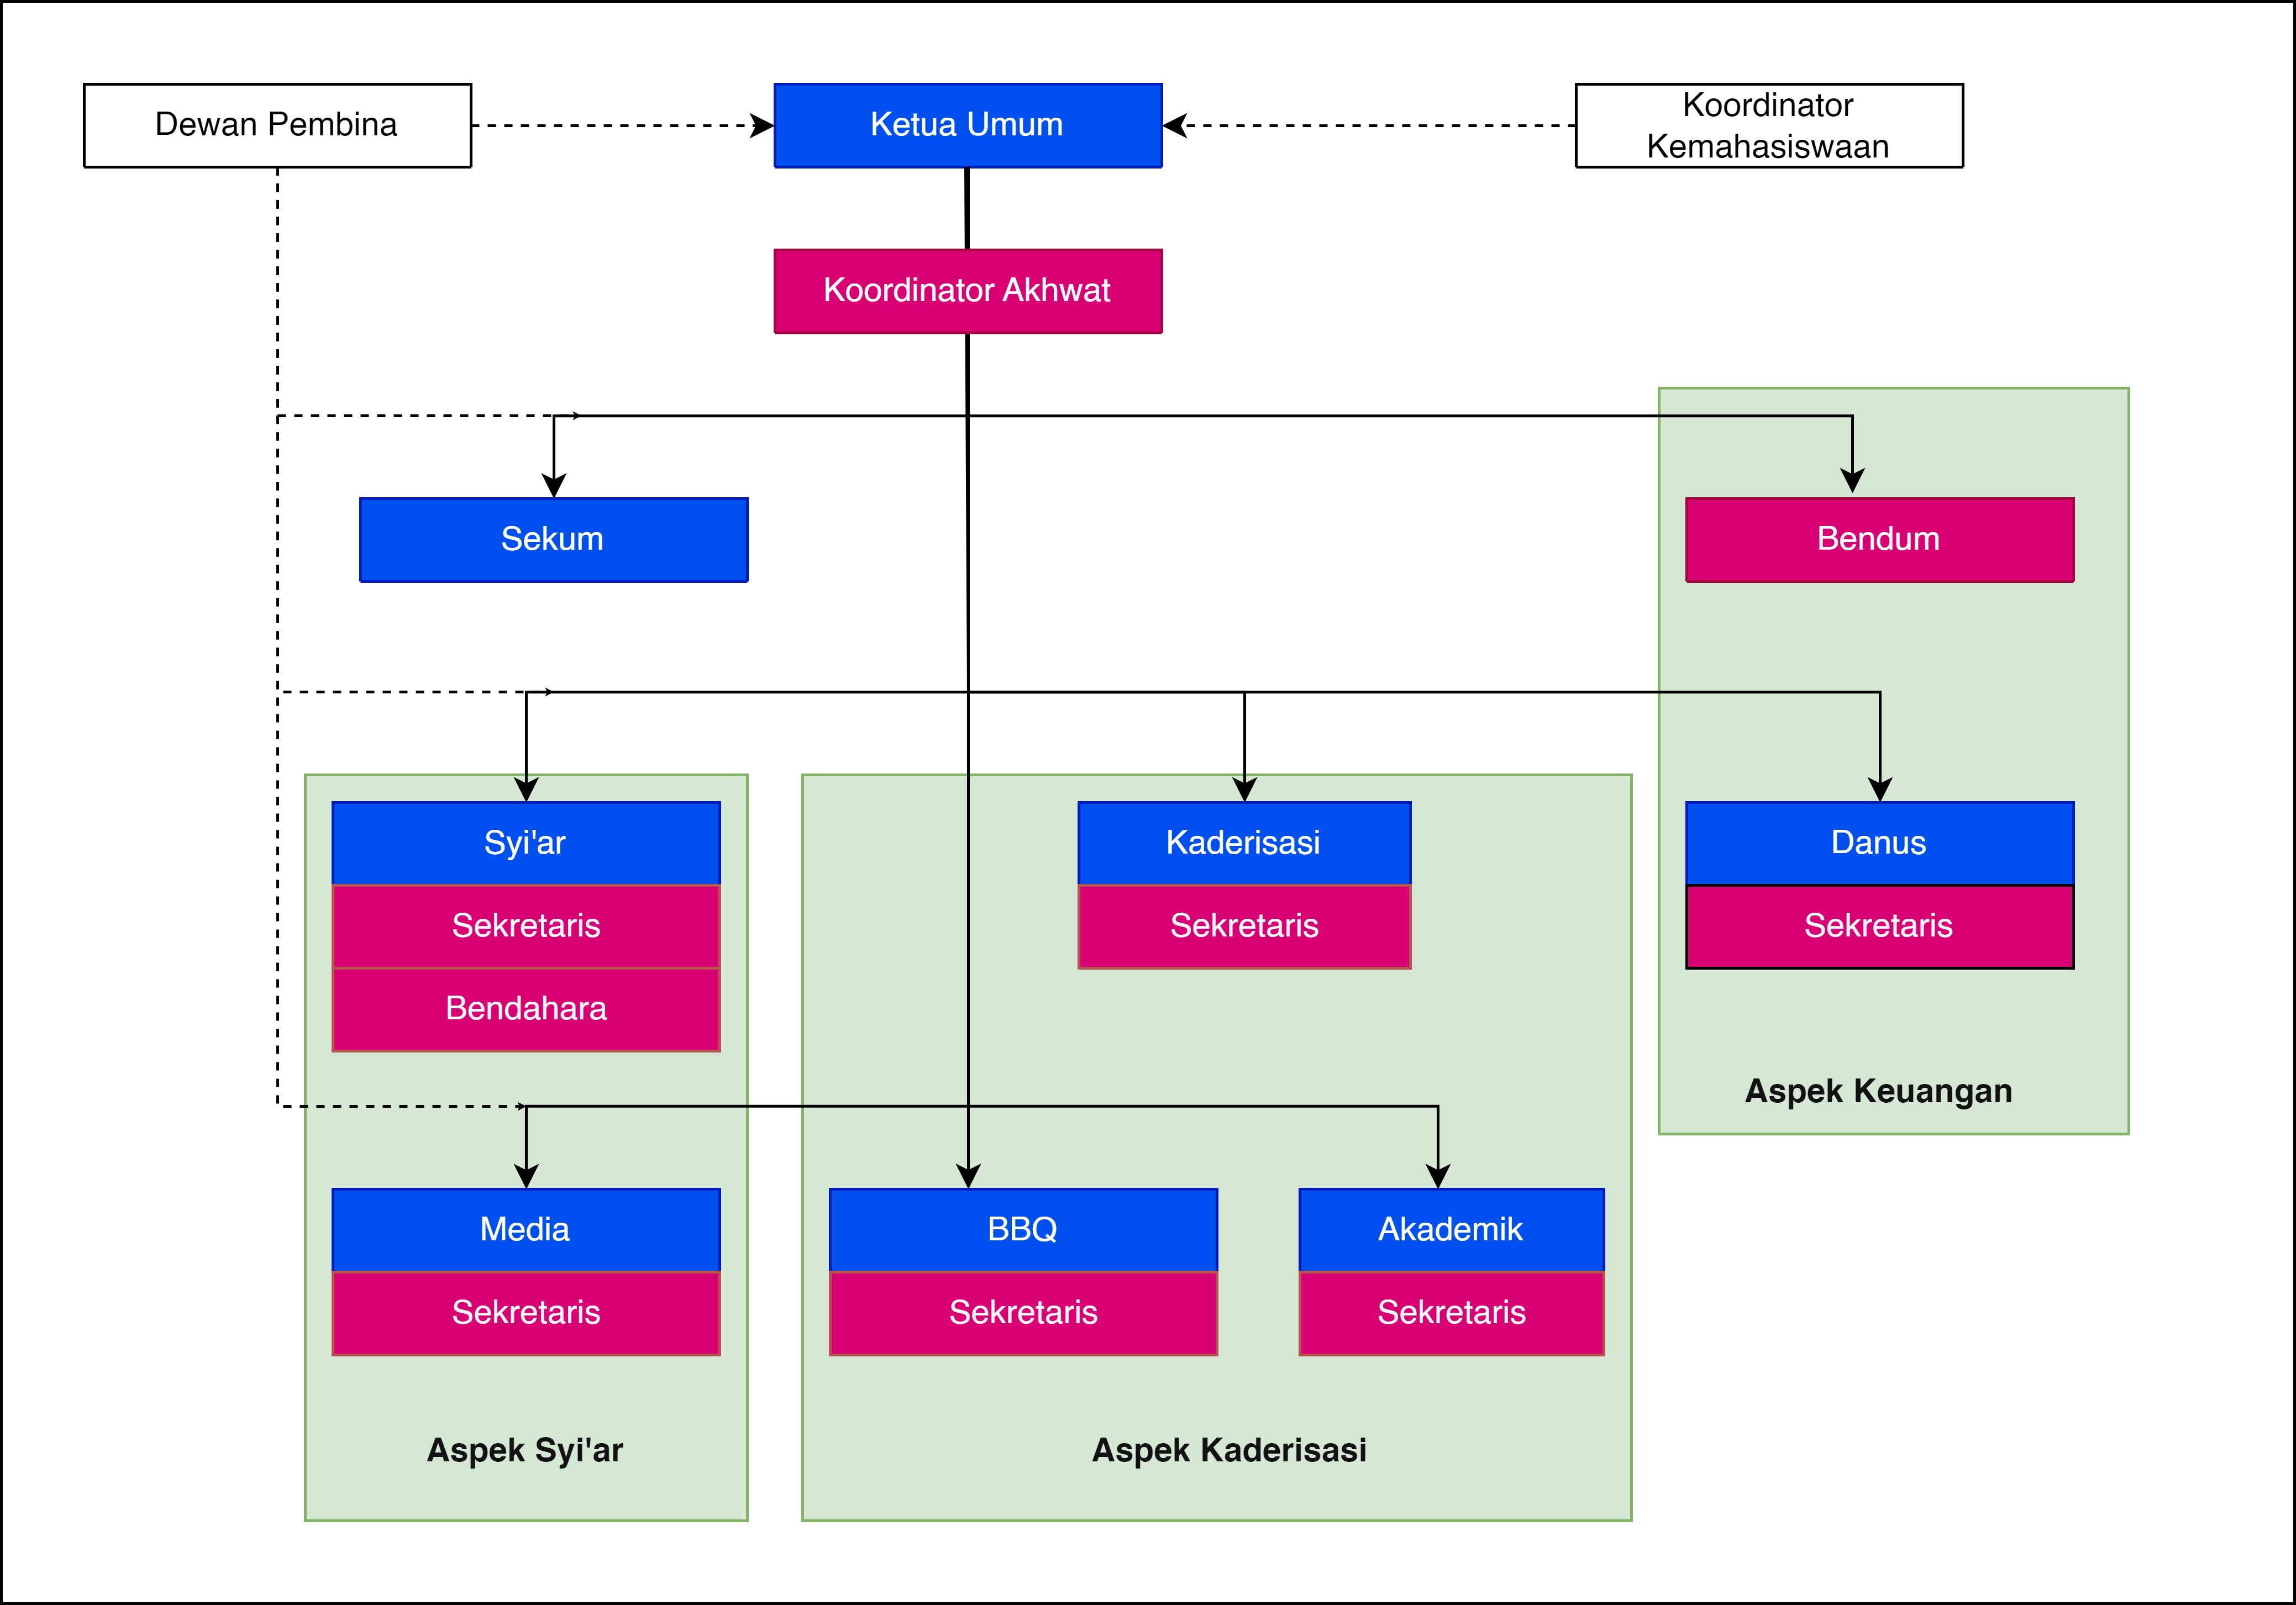 Dewan Pembina
Ketua Umum
Koordinator
Kemahasiswaan
Koordinator Akhwat
Sekum
Bendum
Syi'ar
Sekretaris
Bendahara
Kaderisasi
Sekretaris
Danus
Sekretaris
Aspek Keuangan
Media
Sekretaris
BBQ
Sekretaris
Akademik
Sekretaris
Aspek Syi'ar
Aspek Kaderisasi